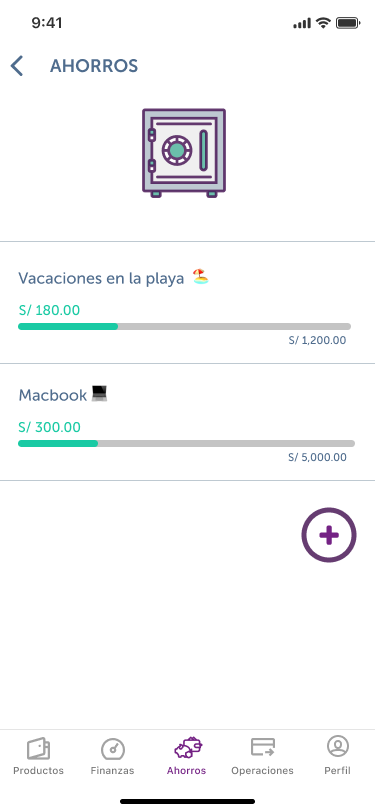 9:41
AHORROS
Vacaciones en la playa 🏖️
S/ 180.00
S/ 1,200.00
Macbook 💻
S/ 300.00
S/ 5,000.00
Productos Finanzas Ahorros Operaciones Perfil